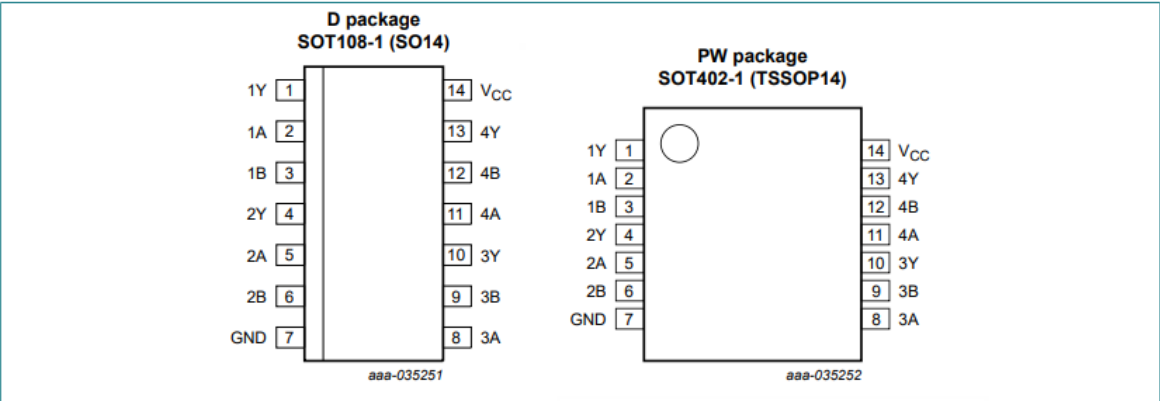 D package
SOT108-1 (SO14)
1Y 1 14 VCC
1A 2 13 4Y
1B 3 12 4B
2Y 4 11 4A
2A 5 10 3Y
2B 6 9 3B
GND 7 8 3A
aaa-035251
PW package
SOT402-1 (TSSOP14)
1Y 1 14 VCC
1A 2 13 4Y
1B 3 12 4B
2Y 4 11 4A
2A 5 10 3Y
2B 6 9 3B
GND 7 8 3A
aaa-035252